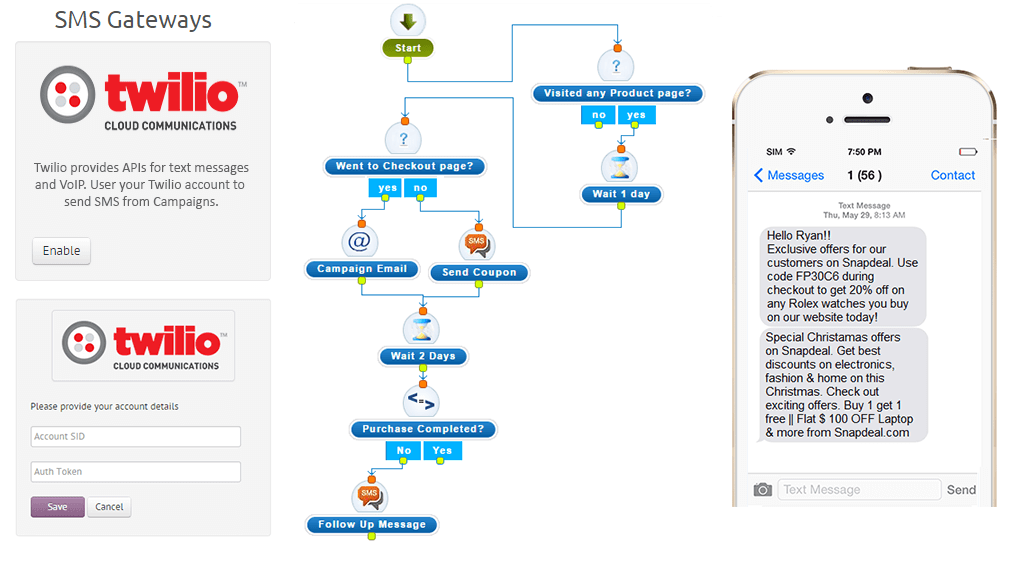 SMS Gateways
twilio™
CLOUD COMMUNICATIONS
Twilio provides APIs for text messages
and VoIP. User your Twilio account to
send SMS from Campaigns.
Enable
twilio™
CLOUD COMMUNICATIONS
Please provide your account details
Account SID
Auth Token
Save
Cancel
Start
?
Visited any Product page?
no
yes
Wait 1 day
?
Went to Checkout page?
yes
no
@
Campaign Email
SMS
Send Coupon
Wait 2 Days
<=>
Purchase Completed?
No
Yes
SMS
Follow Up Message
SIM
7:50 PM
Messages
1 (56 )
Contact
Text Message
Thu, May 29, 8:13 AM
Hello Ryan!!
Exclusive offers for our
customers on Snapdeal. Use
code FP30C6 during
checkout to get 20% off on
any Rolex watches you buy
on our website today!
Special Christamas offers
on Snapdeal. Get best
discounts on electronics,
fashion & home on this
Christmas. Check out
exciting offers. Buy 1 get 1
free || Flat $ 100 OFF Laptop
& more from Snapdeal.com
Text Message
Send